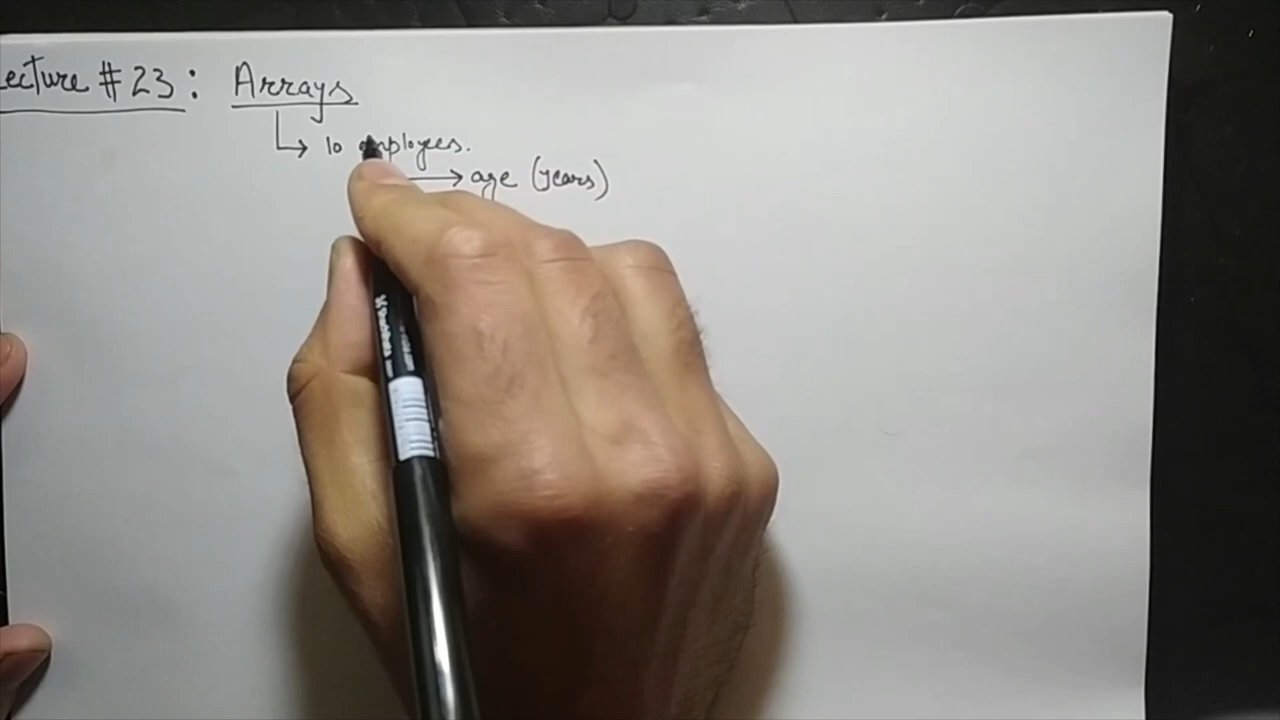 ecture # 23 : Arrays
↳ 10 employees.
→ age (years)